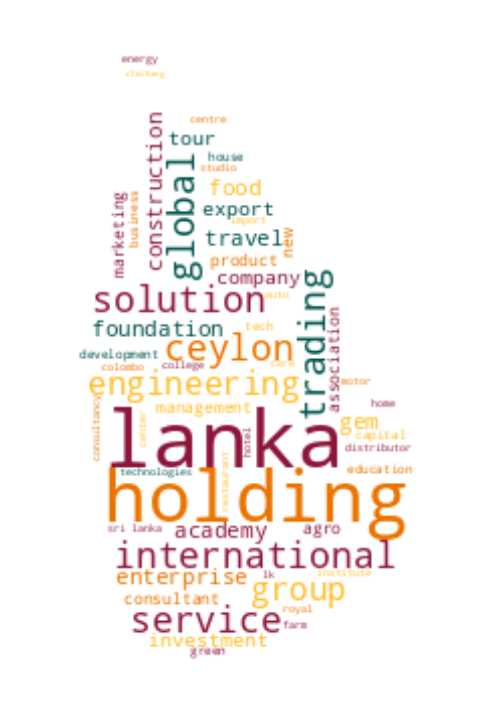 energy
clothing
centre
construction
tour
house
global
studio
marketing
business
food
export
import
travel
new
product
company
trading
solution
auto
association
foundation
tech
ceylon
development
colombo
college
care
engineering
motor
consultancy
management
home
lanka
center
gem
capital
hotel
distributor
technologies
restaurant
education
holding
sri lanka
academy
agro
international
enterprise
lk
institute
group
consultant
royal
service
farm
investment
green